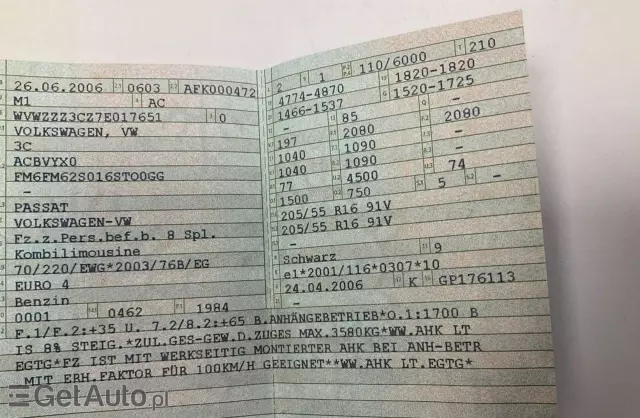 26.06.2006 0603 AFK000472
M1 AC
WVWZZZ3CZ7E017651 0
VOLKSWAGEN, VW
3C
ACBVYX0
FM6FM62S016STO0GG
–
PASSAT
VOLKSWAGEN-VW
Fz.z.Pers.bef.b. 8 Spl.
Kombilimousine
70/220/EWG*2003/76B/EG
EURO 4
Benzin
0001 0462 1984
2 1 110/6000 210
4774-4870 1820-1820
1466-1537 1520-1725
– –
197 85 2080
1040 2080
1040 1090
77 1090 74
1500 4500 5 –
205/55 R16 91V 750
205/55 R16 91V
–
Schwarz 9
e1*2001/116*0307*10
24.04.2006 K GP176113
–
F.1/F.2:+35 U. 7.2/8.2:+65 B.ANHÄNGEBETRIEB*O.1:1700 B
IS 8% STEIG.*ZUL.GES-GEW.D.ZUGES MAX.3580KG*WW.AHK LT
EGTG*FZ IST MIT WERKSEITIG MONTIERTER AHK BEI ANH-BETR
.MIT ERH.FAKTOR FÜR 100KM/H GEEIGNET**WW.AHK LT.EGTG*
GetAuto.pl